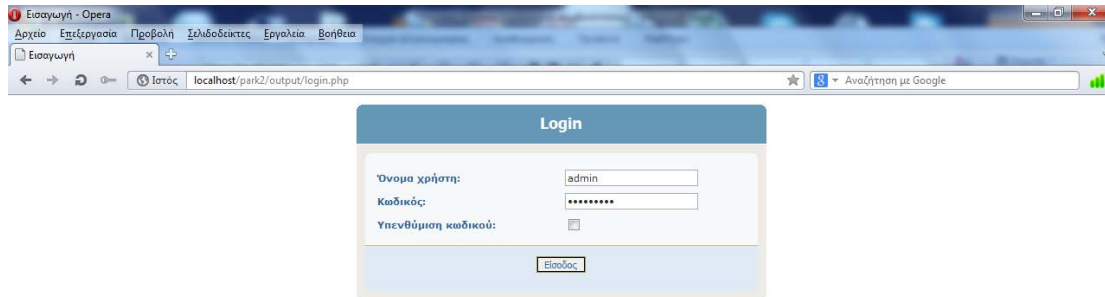 Εισαγωγή - Opera
Αρχείο Επεξεργασία Προβολή Σελιδοδείκτες Εργαλεία Βοήθεια
Εισαγωγή
Ιστός localhost/park2/output/login.php Αναζήτηση με Google
Login
Όνομα χρήστη: admin
Κωδικός: •••••••••
Υπενθύμιση κωδικού:
Είσοδος